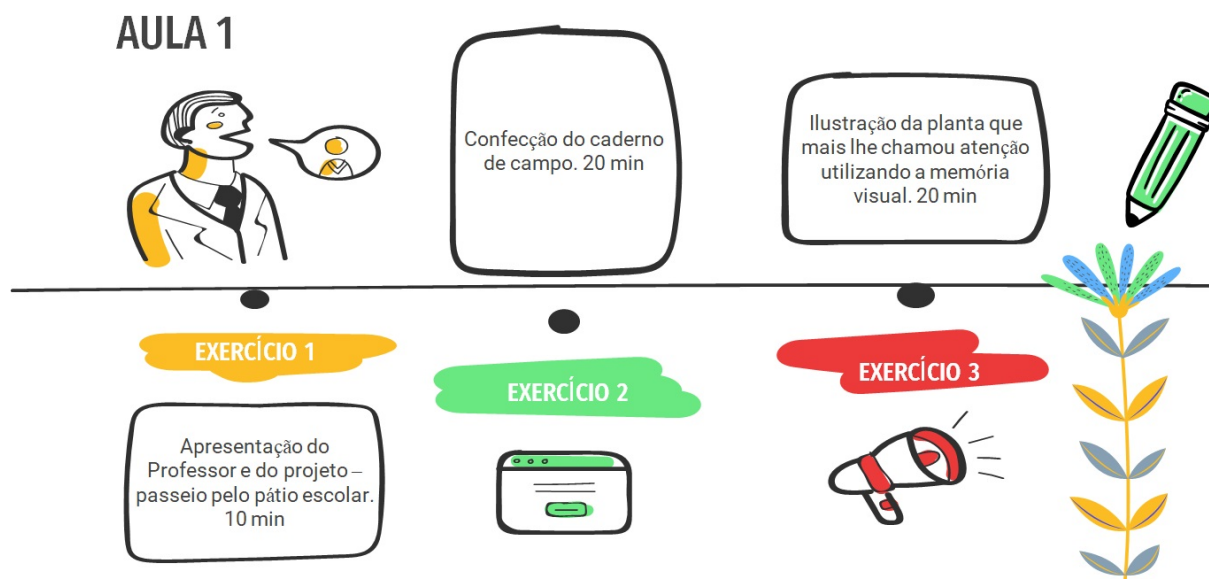 AULA 1
EXERCÍCIO 1
Apresentação do
Professor e do projeto –
passeio pelo pátio escolar.
10 min
Confecção do caderno
de campo. 20 min
EXERCÍCIO 2
Ilustração da planta que
mais lhe chamou atenção
utilizando a memória
visual. 20 min
EXERCÍCIO 3